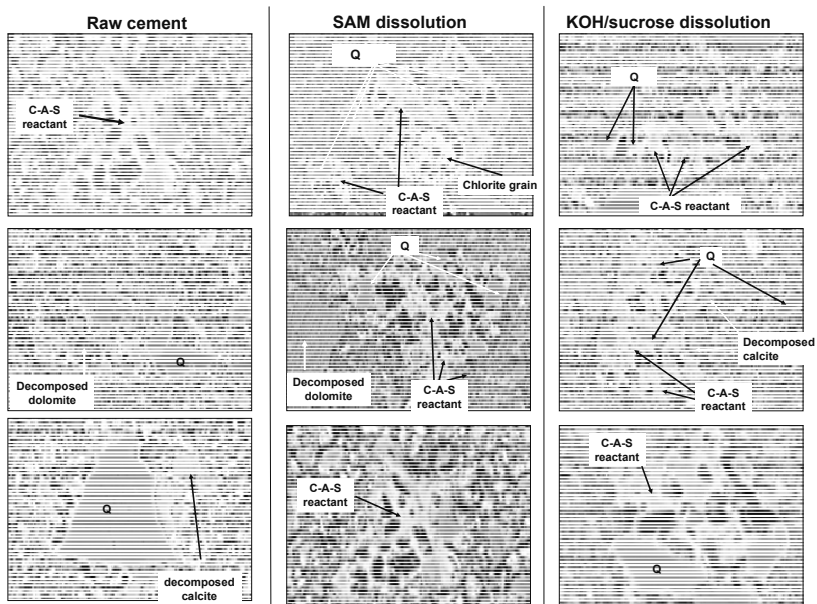 Raw cement
SAM dissolution
KOH/sucrose dissolution
C-A-S
reactant
Q
Chlorite grain
C-A-S
reactant
Q
C-A-S reactant
Decomposed
dolomite
Q
Q
Decomposed
dolomite
C-A-S
reactant
Q
Decomposed
calcite
C-A-S
reactant
Q
decomposed
calcite
C-A-S
reactant
C-A-S
reactant
Q